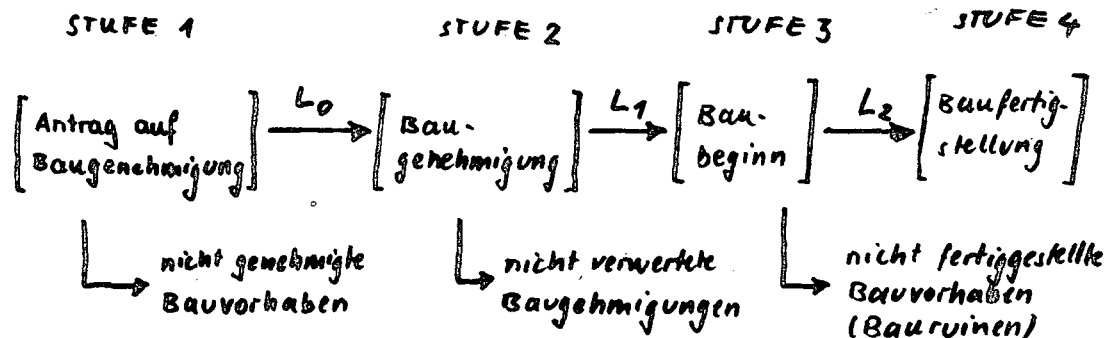 STUFE 1
STUFE 2
STUFE 3
STUFE 4
Antrag auf
Baugenehmigung
L0
Bau-
genehmigung
L1
Bau-
beginn
L2
Baufertig-
stellung
nicht genehmigte
Bauvorhaben
nicht verwertete
Baugehmigungen
nicht fertiggestellte
Bauvorhaben
(Bauruinen)